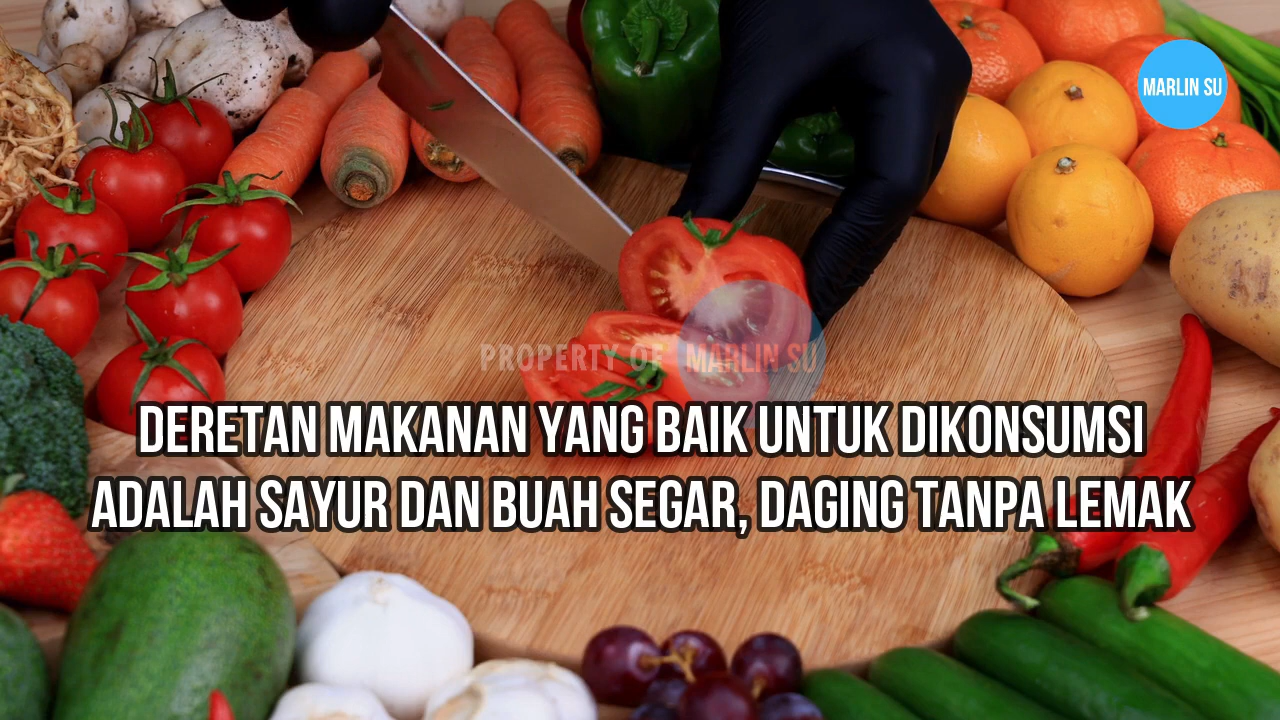 MARLIN SU
PROPERTY OF MARLIN SU
DERETAN MAKANAN YANG BAIK UNTUK DIKONSUMSI
ADALAH SAYUR DAN BUAH SEGAR, DAGING TANPA LEMAK